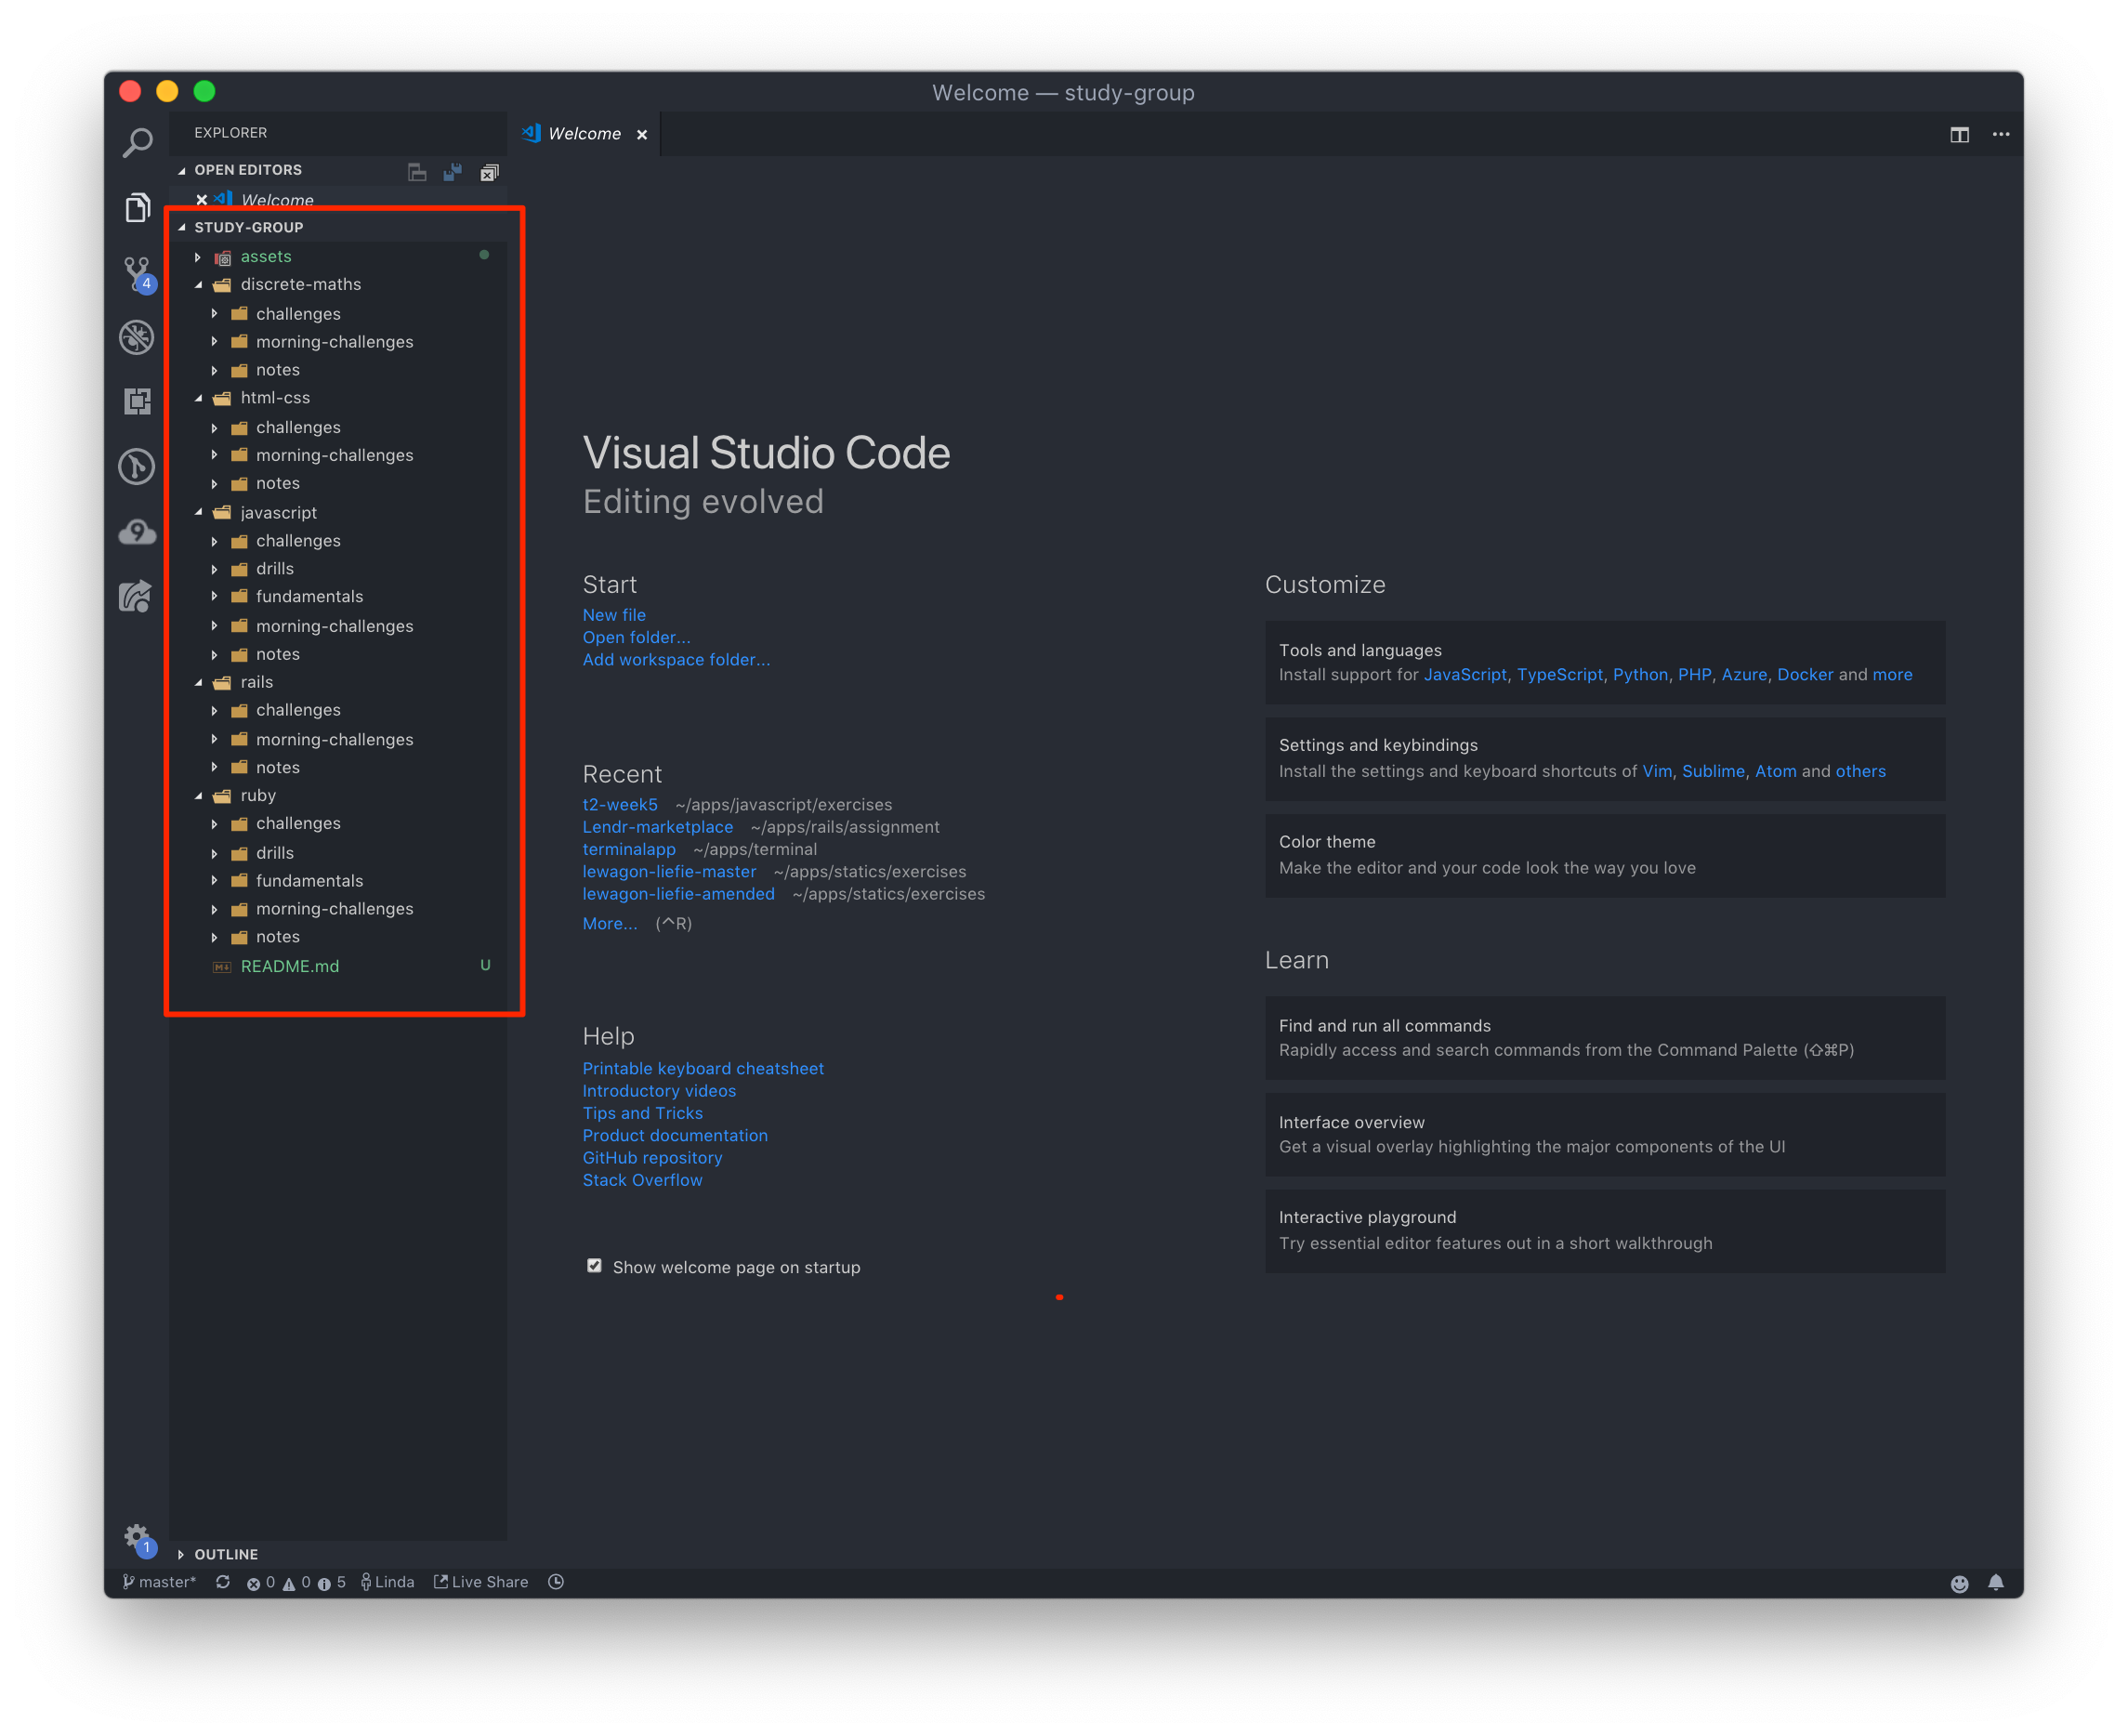 Welcome — study-group
EXPLORER
OPEN EDITORS
Welcome
STUDY-GROUP
assets
discrete-maths
challenges
morning-challenges
notes
html-css
challenges
morning-challenges
notes
javascript
challenges
drills
fundamentals
morning-challenges
notes
rails
challenges
morning-challenges
notes
ruby
challenges
drills
fundamentals
morning-challenges
notes
README.md U
OUTLINE
4
9
1
Welcome
Visual Studio Code
Editing evolved
Start
New file
Open folder...
Add workspace folder...
Recent
t2-week5 ~/apps/javascript/exercises
Lendr-marketplace ~/apps/rails/assignment
terminalapp ~/apps/terminal
lewagon-liefie-master ~/apps/statics/exercises
lewagon-liefie-amended ~/apps/statics/exercises
More... (^R)
Help
Printable keyboard cheatsheet
Introductory videos
Tips and Tricks
Product documentation
GitHub repository
Stack Overflow
Show welcome page on startup
Customize
Tools and languages
Install support for JavaScript, TypeScript, Python, PHP, Azure, Docker and more
Settings and keybindings
Install the settings and keyboard shortcuts of Vim, Sublime, Atom and others
Color theme
Make the editor and your code look the way you love
Learn
Find and run all commands
Rapidly access and search commands from the Command Palette (⇧⌘P)
Interface overview
Get a visual overlay highlighting the major components of the UI
Interactive playground
Try essential editor features out in a short walkthrough
master* 0 0 5 Linda Live Share